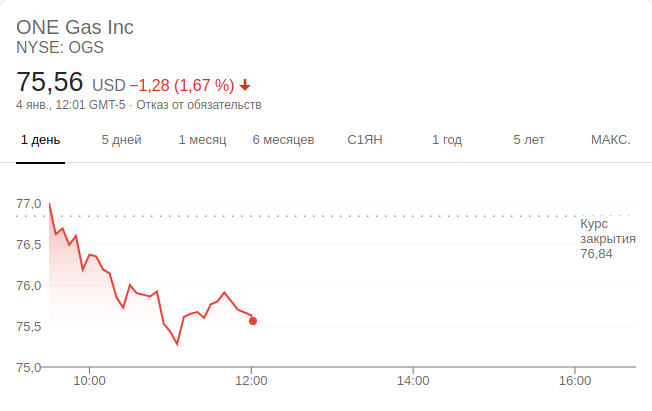 ONE Gas Inc
NYSE: OGS
75,56 USD −1,28 (1,67 %)
4 янв., 12:01 GMT-5 · Отказ от обязательств
1 день 5 дней 1 месяц 6 месяцев С1ЯН 1 год 5 лет МАКС.
77,0
Курс
закрытия
76,84
76,5
76,0
75,5
75,0
10:00 12:00 14:00 16:00